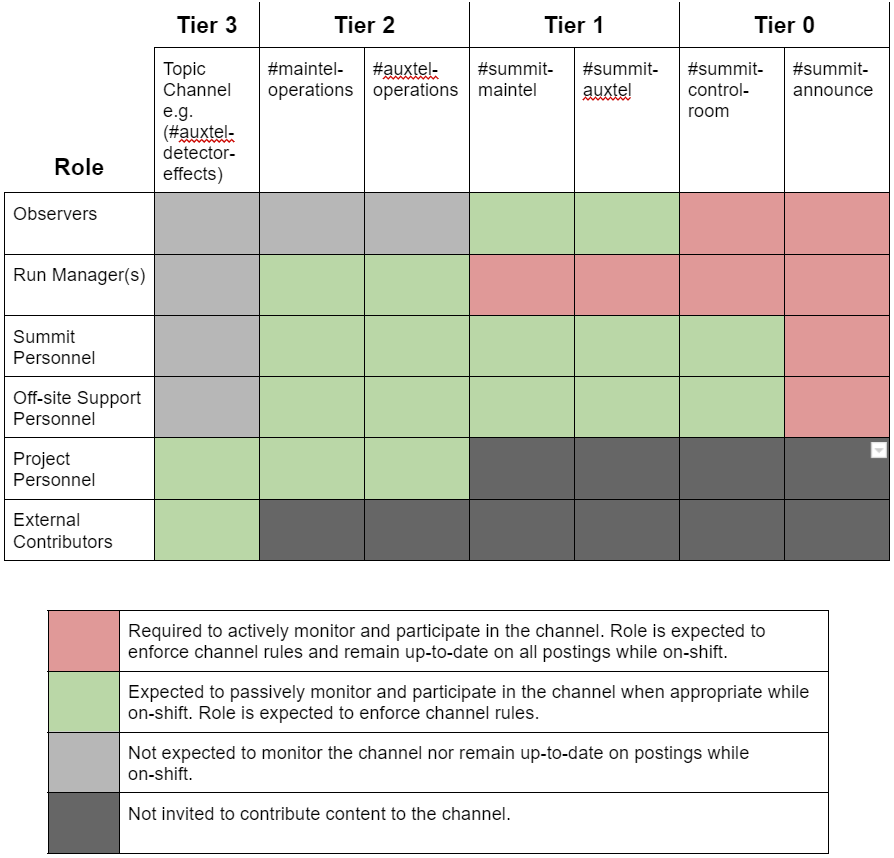 Tier 3 Tier 2 Tier 1 Tier 0
Role
Topic
Channel
e.g.
(#auxtel-
detector-
effects)
#maintel-
operations
#auxtel-
operations
#summit-
maintel
#summit-
auxtel
#summit-
control-
room
#summit-
announce
Observers
Run Manager(s)
Summit
Personnel
Off-site Support
Personnel
Project
Personnel
External
Contributors
Required to actively monitor and participate in the channel. Role is expected to
enforce channel rules and remain up-to-date on all postings while on-shift.
Expected to passively monitor and participate in the channel when appropriate while
on-shift. Role is expected to enforce channel rules.
Not expected to monitor the channel nor remain up-to-date on postings while
on-shift.
Not invited to contribute content to the channel.